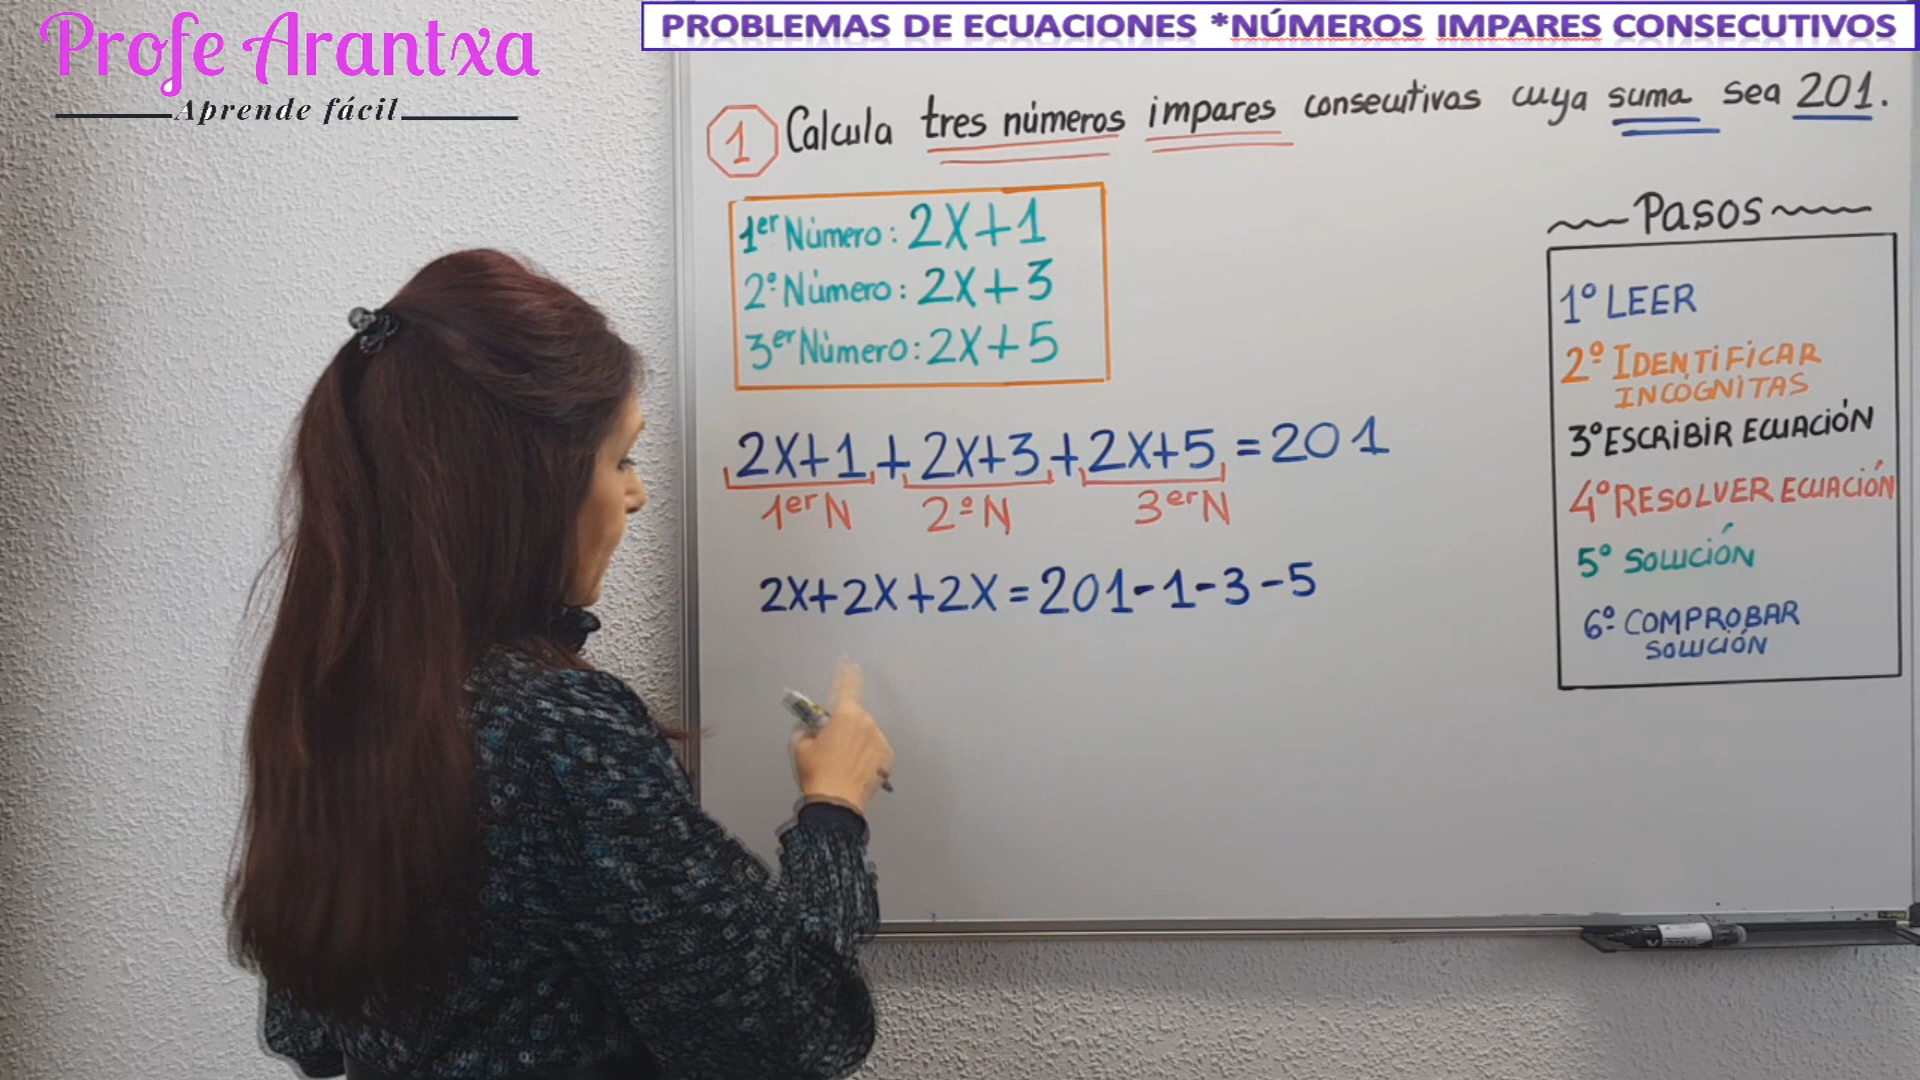 Profe Arantxa
Aprende fácil
PROBLEMAS DE ECUACIONES *NÚMEROS IMPARES CONSECUTIVOS
1 Calcula tres números impares consecutivos cuya suma sea 201.
1er Número: 2X+1
2º Número: 2X+3
3er Número: 2X+5
2X+1+2X+3+2X+5=201
1er N 2º N 3er N
2X+2X+2X=201-1-3-5
Pasos
1º LEER
2º IDENTIFICAR
INCÓGNITAS
3º ESCRIBIR ECUACIÓN
4º RESOLVER ECUACIÓN
5º SOLUCIÓN
6º COMPROBAR
SOLUCIÓN